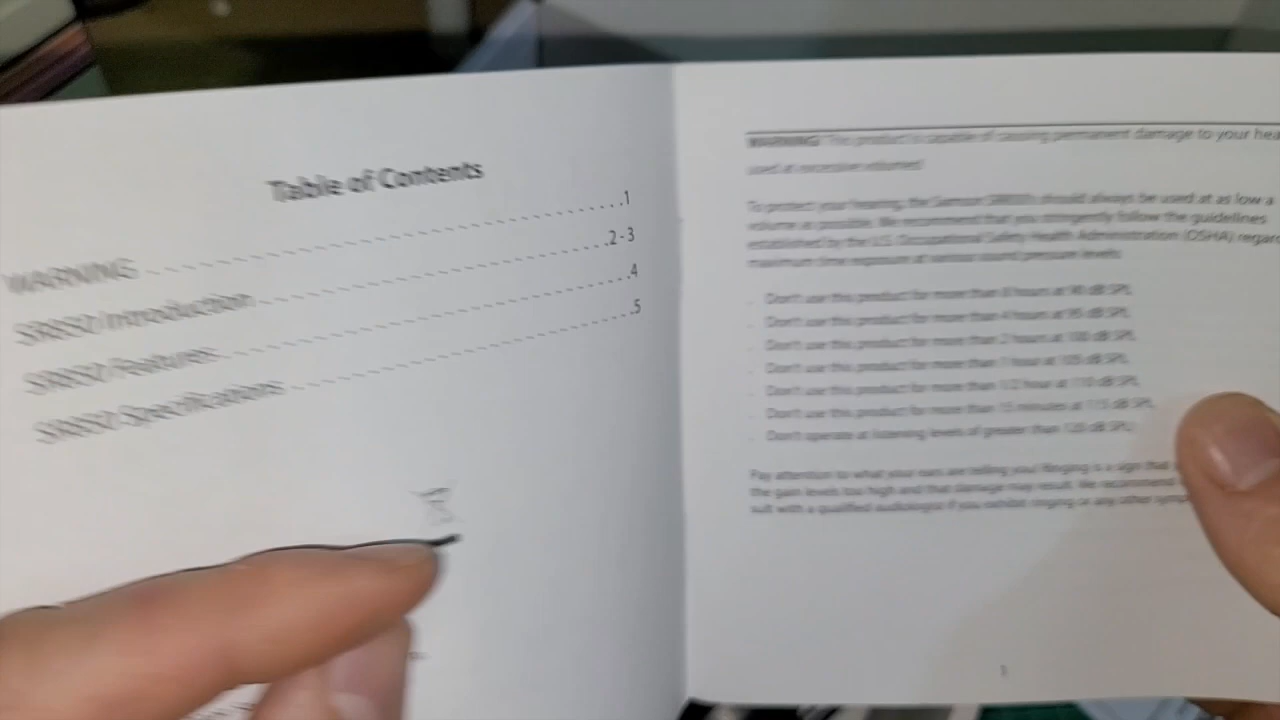 Table of Contents
WARNING 1
SR850 Introduction 2-3
SR850 Features 4
SR850 Specifications 5
WARNING: This product is capable of causing permanent damage to your
used at excessive volumes!
To protect your hearing, the Samson should always be used at as low a
volume as possible. We recommend that you stringently follow the guidelines
established by the U.S. Occupational Safety Health Administration (OSHA)
maximum time exposure at various sound pressure levels:
Don't use this product for more than 8 hours at 90 dB SPL
Don't use this product for more than 4 hours at 95 dB SPL
Don't use this product for more than 2 hours at 100 dB SPL
Don't use this product for more than 1 hour at 105 dB SPL
Don't use this product for more than 1/2 hour at 110 dB SPL
Don't use this product for more than 15 minutes at 115 dB SPL
Don't operate at listening levels of greater than 120 dB SPL
Pay attention to what your ears are telling you! Ringing is a sign that
the gain levels too high and that damage may result. We recommend
sult with a qualified audiologist if you exhibit ringing or any other
1